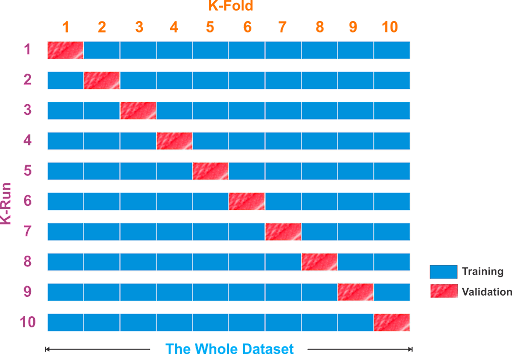 K-Fold
1 2 3 4 5 6 7 8 9 10
K-Run
1
2
3
4
5
6
7
8
9
10
Training
Validation
The Whole Dataset